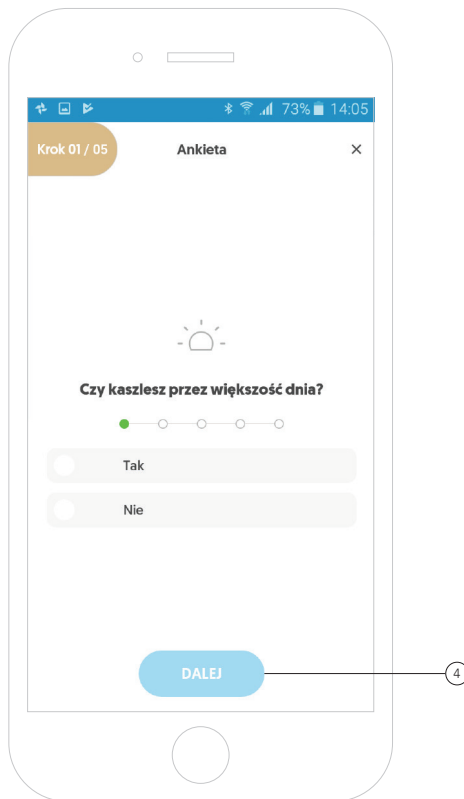 73% 14:05
Krok 01 / 05 Ankieta ×
Czy kaszlesz przez większość dnia?
Tak
Nie
DALEJ
4